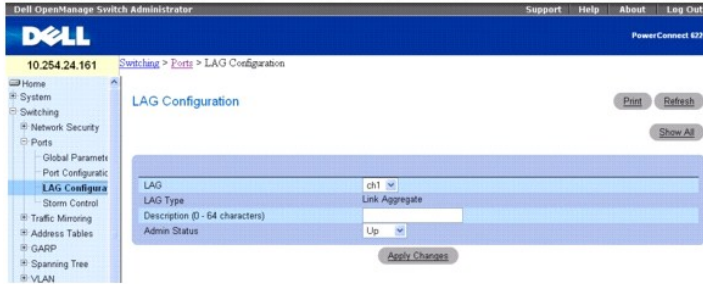 Dell OpenManage Switch Administrator
Support Help About Log Out
DELL
PowerConnect 622
10.254.24.161
Switching > Ports > LAG Configuration
Home
System
Switching
Network Security
Ports
Global Paramete
Port Configuratic
LAG Configura
Storm Control
Traffic Mirroring
Address Tables
GARP
Spanning Tree
VLAN
LAG Configuration
Print Refresh
Show All
LAG ch1
LAG Type Link Aggregate
Description (0 - 64 characters)
Admin Status Up
Apply Changes